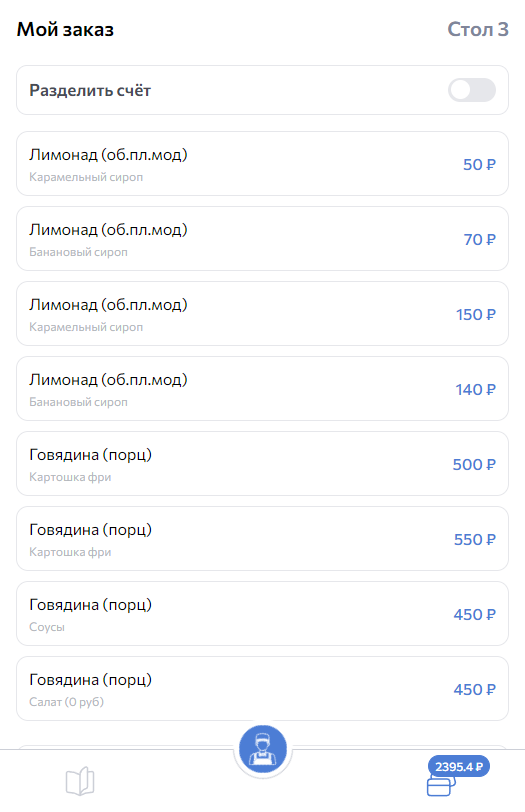 Мой заказ
Стол 3
Разделить счёт
Лимонад (об.пл.мод)
Карамельный сироп
50 ₽
Лимонад (об.пл.мод)
Банановый сироп
70 ₽
Лимонад (об.пл.мод)
Карамельный сироп
150 ₽
Лимонад (об.пл.мод)
Банановый сироп
140 ₽
Говядина (порц)
Картошка фри
500 ₽
Говядина (порц)
Картошка фри
550 ₽
Говядина (порц)
Соусы
450 ₽
Говядина (порц)
Салат (0 руб)
450 ₽
2395.4 ₽